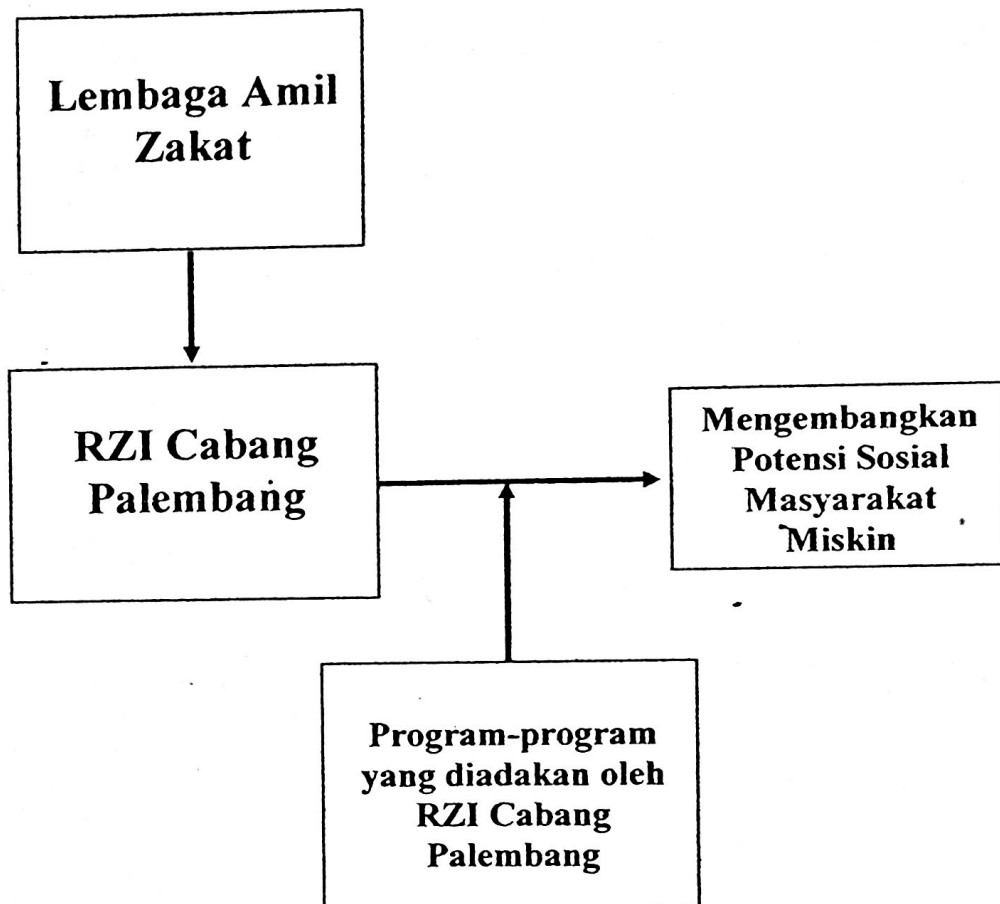 Lembaga Amil
Zakat
RZI Cabang
Palembang
Mengembangkan
Potensi Sosial
Masyarakat
Miskin
Program-program
yang diadakan oleh
RZI Cabang
Palembang